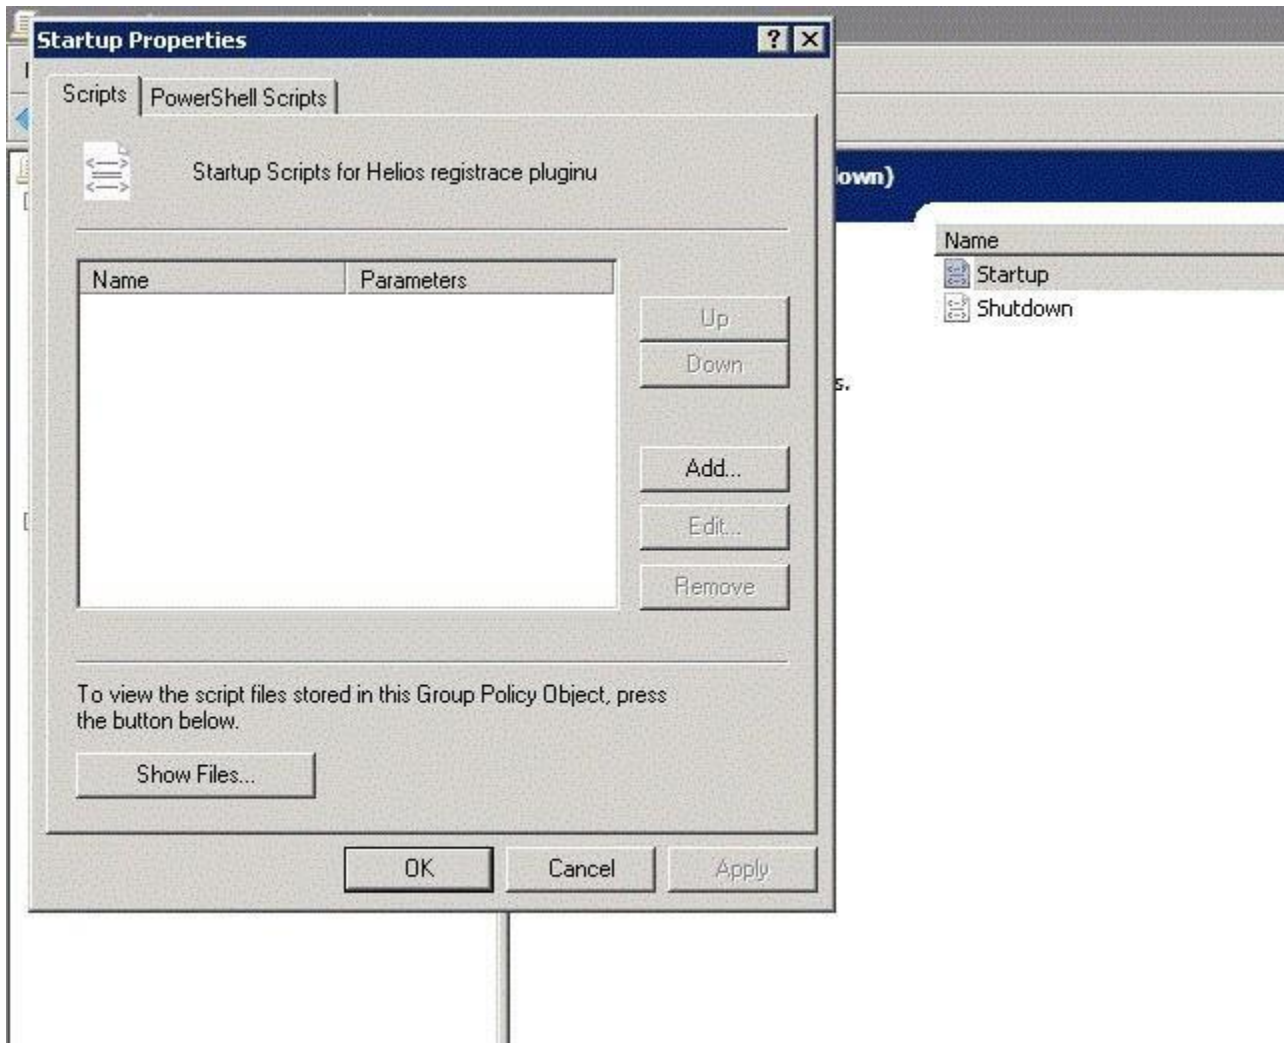 Startup Properties
Scripts
PowerShell Scripts
Startup Scripts for Helios registrace pluginu
Name
Parameters
Up
Down
Add...
Edit...
Remove
To view the script files stored in this Group Policy Object, press
the button below.
Show Files...
OK
Cancel
Apply
own)
Name
Startup
Shutdown
s.